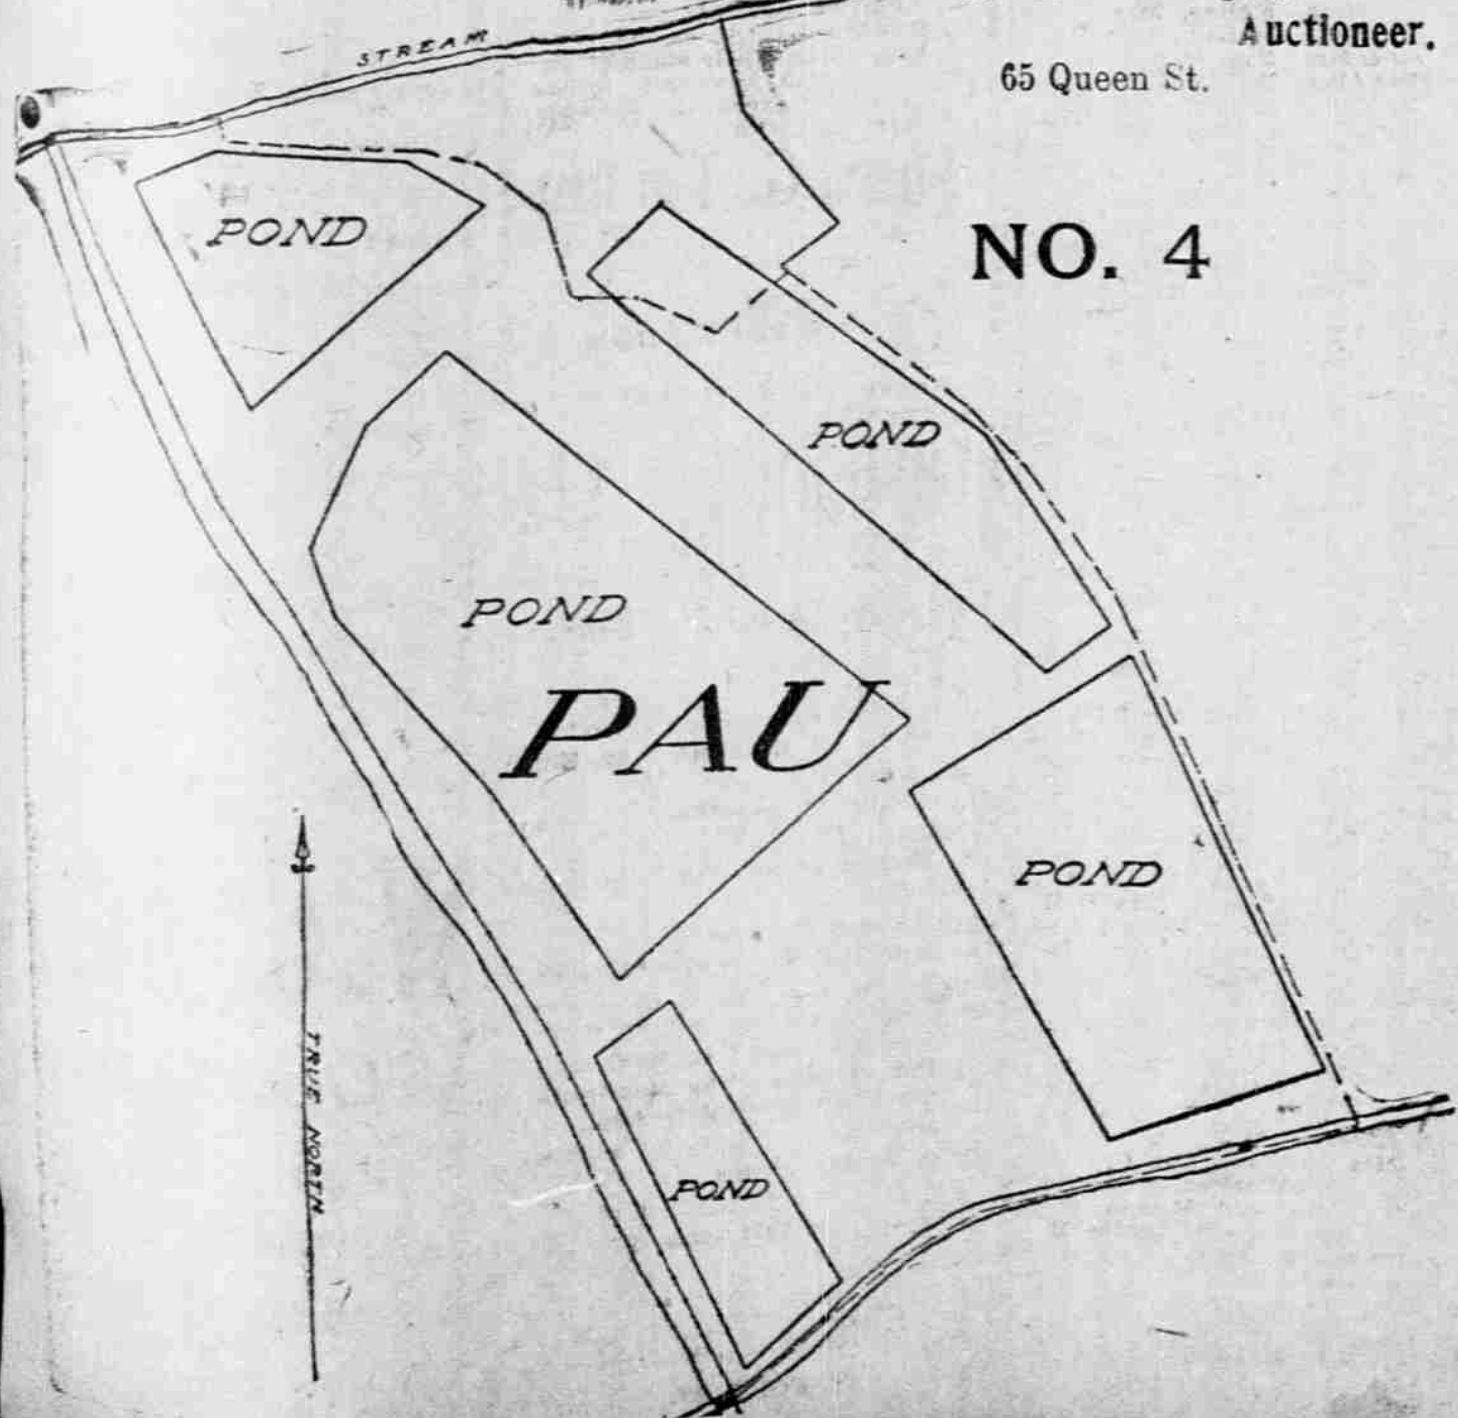 Auctioneer.
65 Queen St.
STREAM
POND
NO. 4
POND
POND
PAU
POND
TRUE NORTH
POND